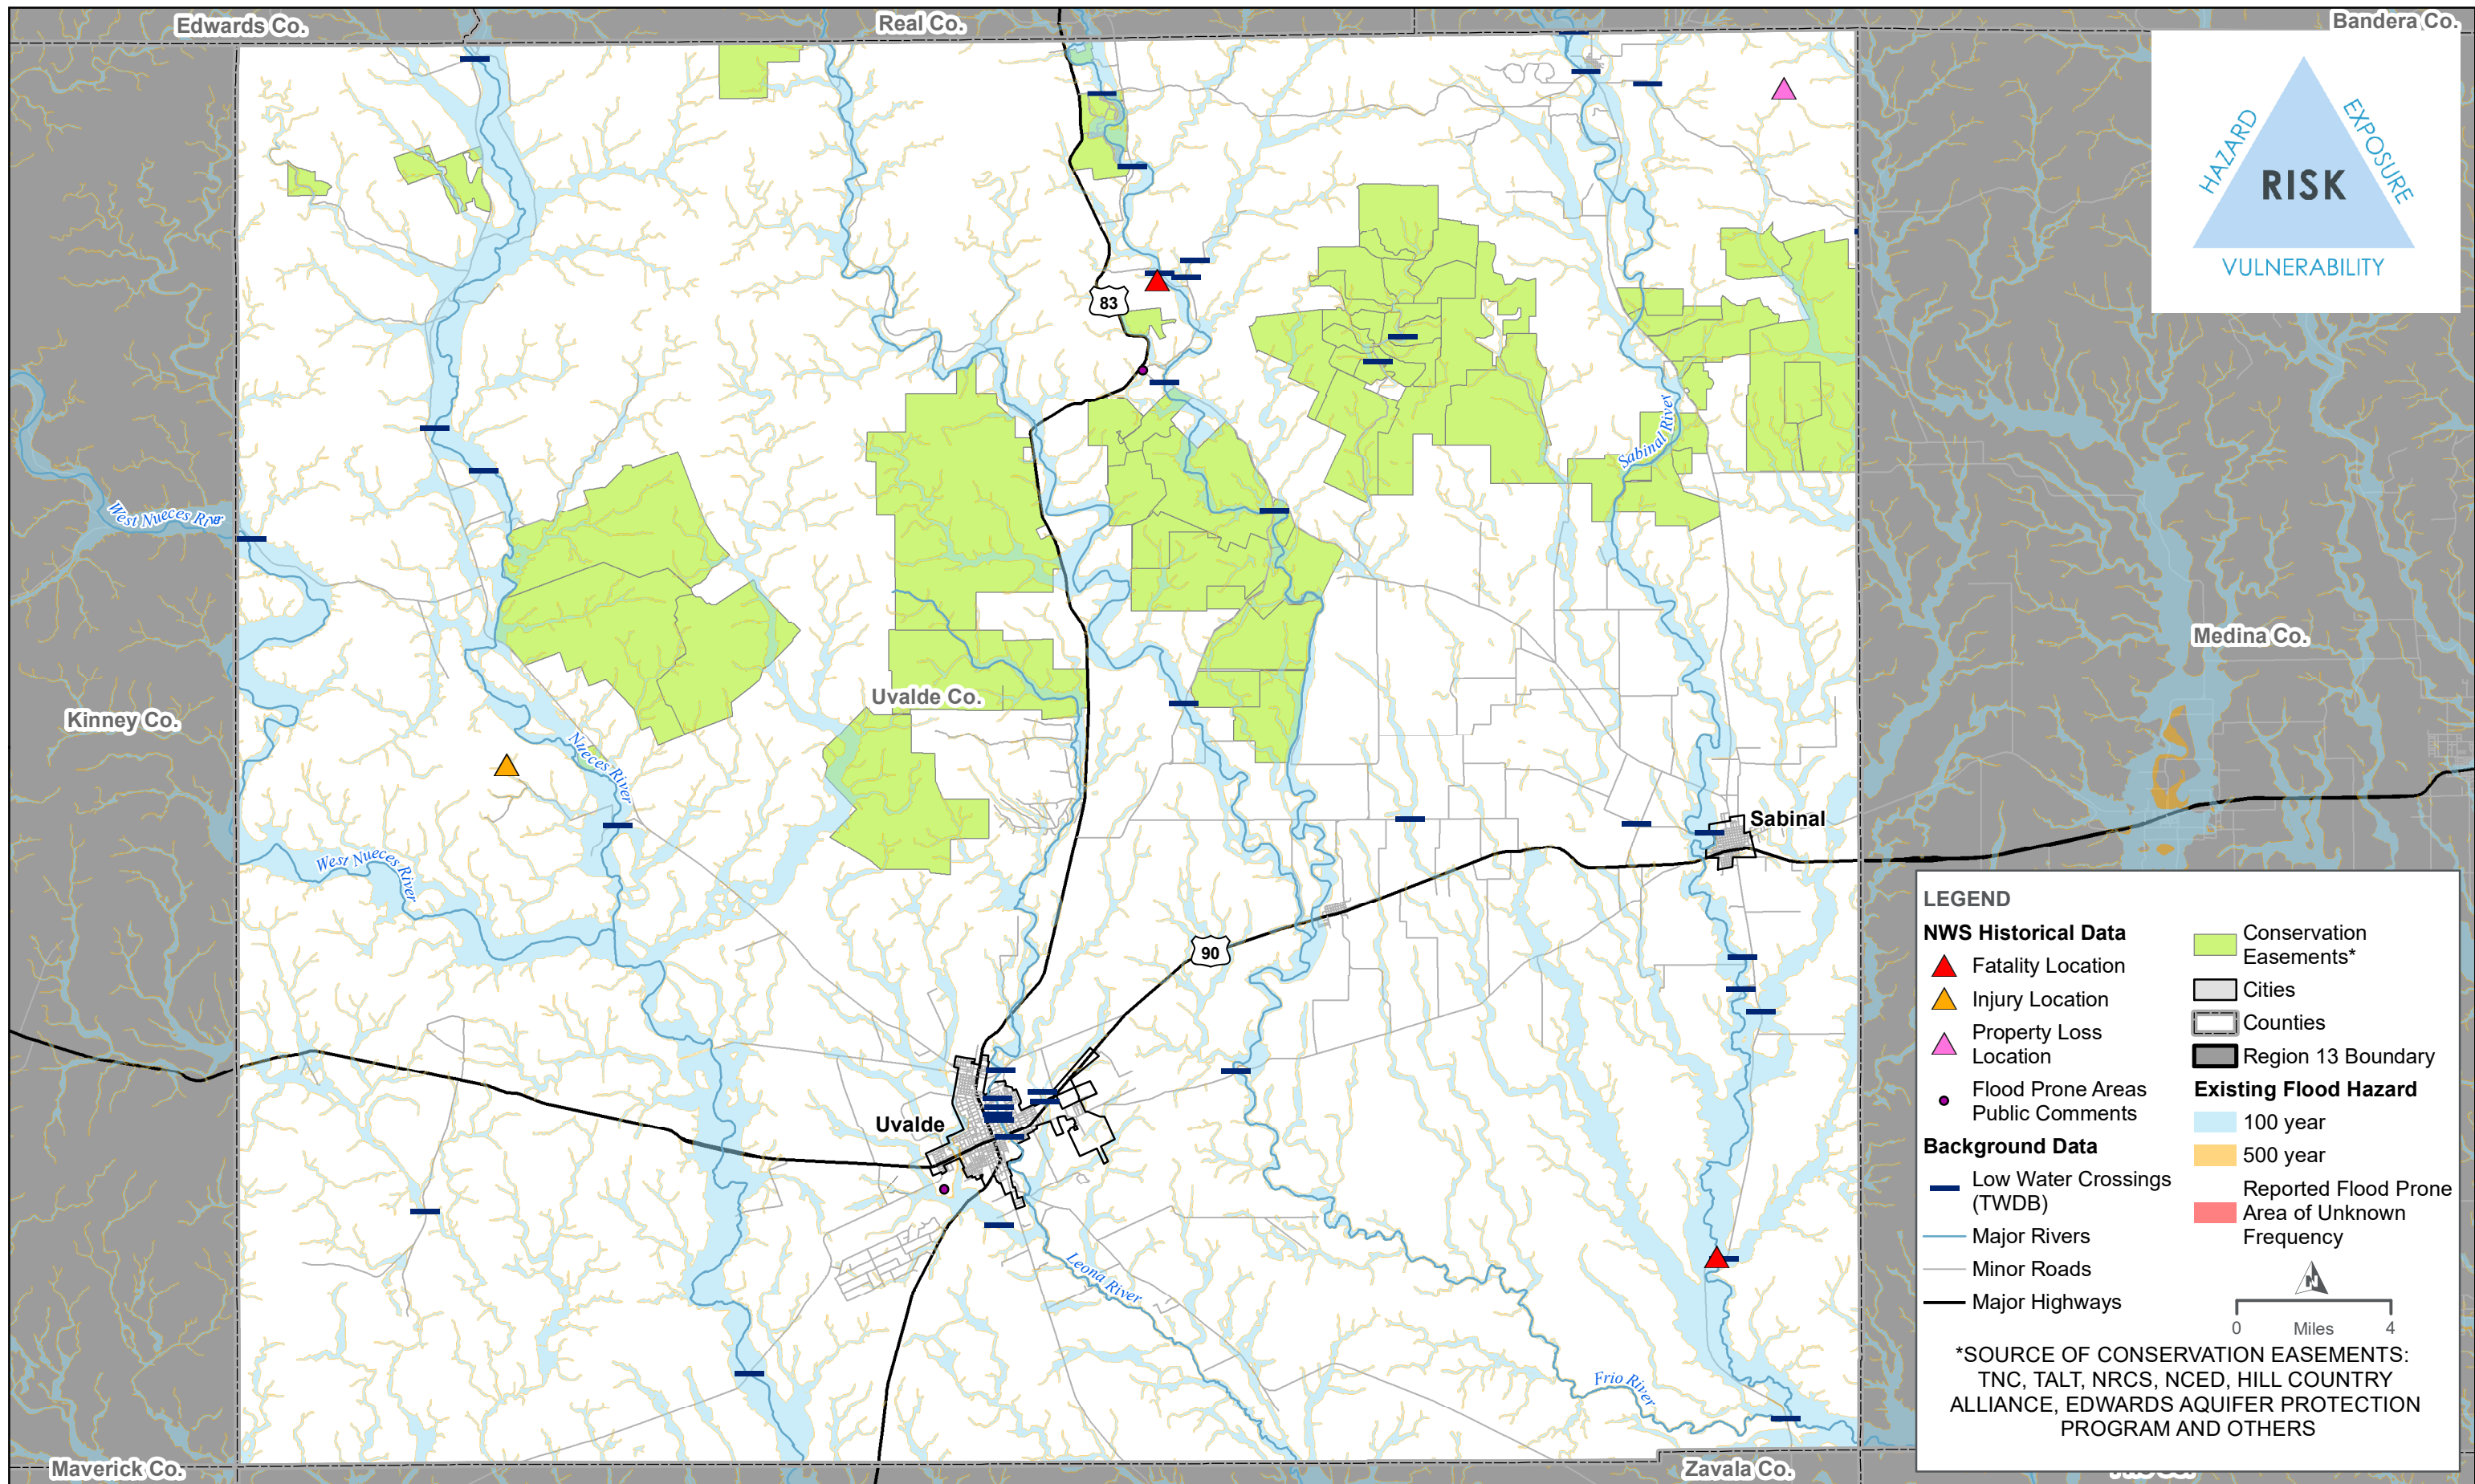 Edwards Co.
Real Co.
Bandera Co.
HAZARD
EXPOSURE
RISK
VULNERABILITY
83
Sabinal River
West Nueces River
Medina Co.
Uvalde Co.
Kinney Co.
Nueces River
Sabinal
West Nueces River
90
Uvalde
Leona River
Frio River
Maverick Co.
Zavala Co.
LEGEND
NWS Historical Data
Fatality Location
Injury Location
Property Loss
Location
Flood Prone Areas
Public Comments
Background Data
Low Water Crossings
(TWDB)
Major Rivers
Minor Roads
Major Highways
Conservation
Easements*
Cities
Counties
Region 13 Boundary
Existing Flood Hazard
100 year
500 year
Reported Flood Prone
Area of Unknown
Frequency
N
0 Miles 4
*SOURCE OF CONSERVATION EASEMENTS:
TNC, TALT, NRCS, NCED, HILL COUNTRY
ALLIANCE, EDWARDS AQUIFER PROTECTION
PROGRAM AND OTHERS